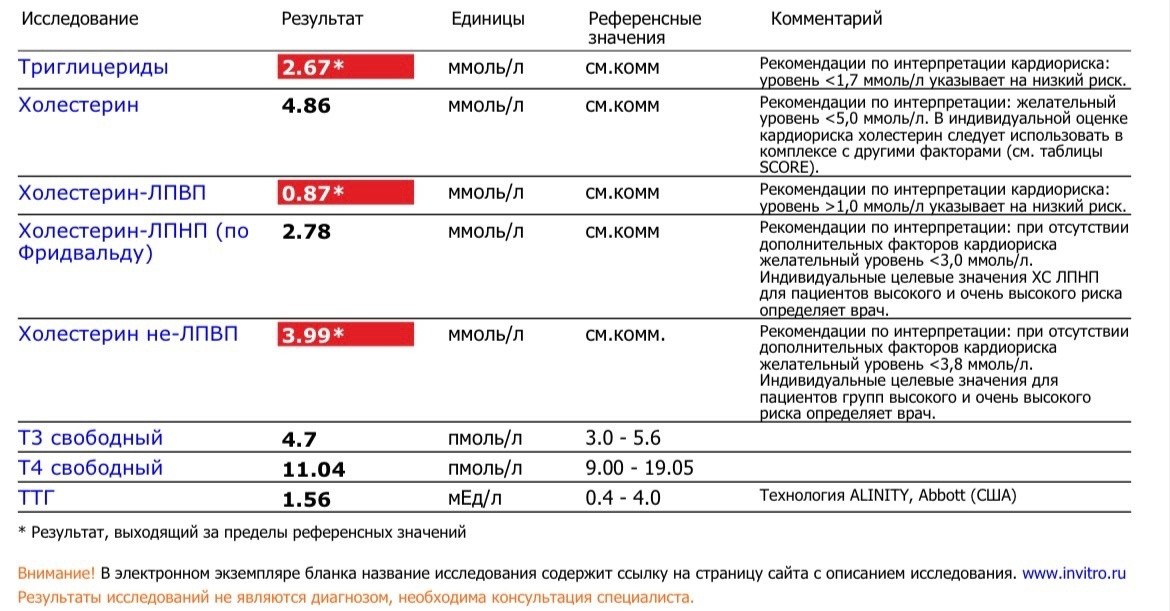 Исследование Результат Единицы Референсные значения Комментарий
Триглицериды 2.67* ммоль/л см.комм Рекомендации по интерпретации кардиориска:
уровень <1,7 ммоль/л указывает на низкий риск.
Холестерин 4.86 ммоль/л см.комм Рекомендации по интерпретации: желательный
уровень <5,0 ммоль/л. В индивидуальной оценке
кардиориска холестерин следует использовать в
комплексе с другими факторами (см. таблицы
SCORE).
Холестерин-ЛПВП 0.87* ммоль/л см.комм Рекомендации по интерпретации кардиориска:
уровень >1,0 ммоль/л указывает на низкий риск.
Холестерин-ЛПНП (по Фридвальду) 2.78 ммоль/л см.комм Рекомендации по интерпретации: при отсутствии
дополнительных факторов кардиориска
желательный уровень <3,0 ммоль/л.
Индивидуальные целевые значения ХС ЛПНП
для пациентов высокого и очень высокого риска
определяет врач.
Холестерин не-ЛПВП 3.99* ммоль/л см.комм. Рекомендации по интерпретации: при отсутствии
дополнительных факторов кардиориска
желательный уровень <3,8 ммоль/л.
Индивидуальные целевые значения для
пациентов групп высокого и очень высокого
риска определяет врач.
Т3 свободный 4.7 пмоль/л 3.0 - 5.6
Т4 свободный 11.04 пмоль/л 9.00 - 19.05
ТТГ 1.56 мЕд/л 0.4 - 4.0 Технология ALINITY, Abbott (США)
* Результат, выходящий за пределы референсных значений
Внимание! В электронном экземпляре бланка название исследования содержит ссылку на страницу сайта с описанием исследования. www.invitro.ru
Результаты исследований не являются диагнозом, необходима консультация специалиста.